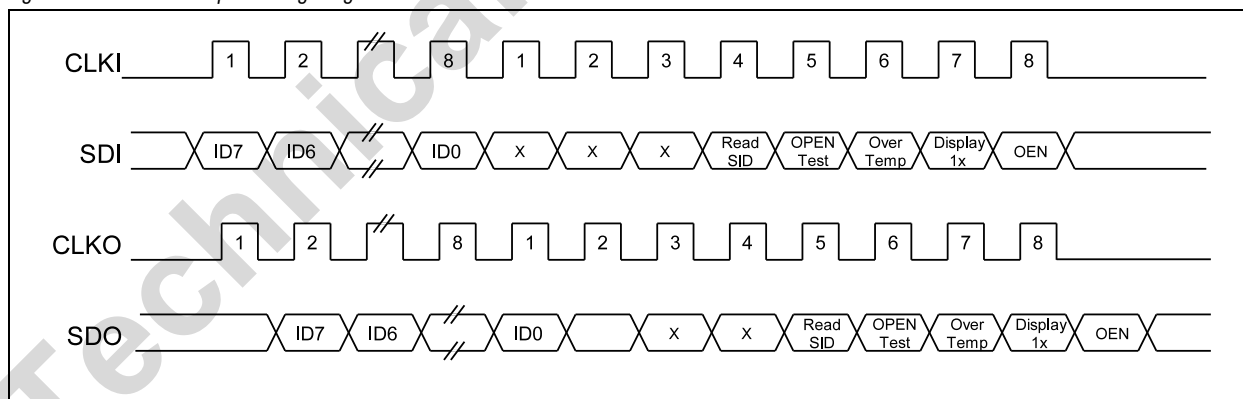 CLKI 1 2 8 1 2 3 4 5 6 7 8
SDI ID7 ID6 ID0 X X X Read SID OPEN Test Over Temp Display 1x OEN
CLKO 1 2 8 1 2 3 4 5 6 7 8
SDO ID7 ID6 ID0 X X Read SID OPEN Test Over Temp Display 1x OEN
Technica